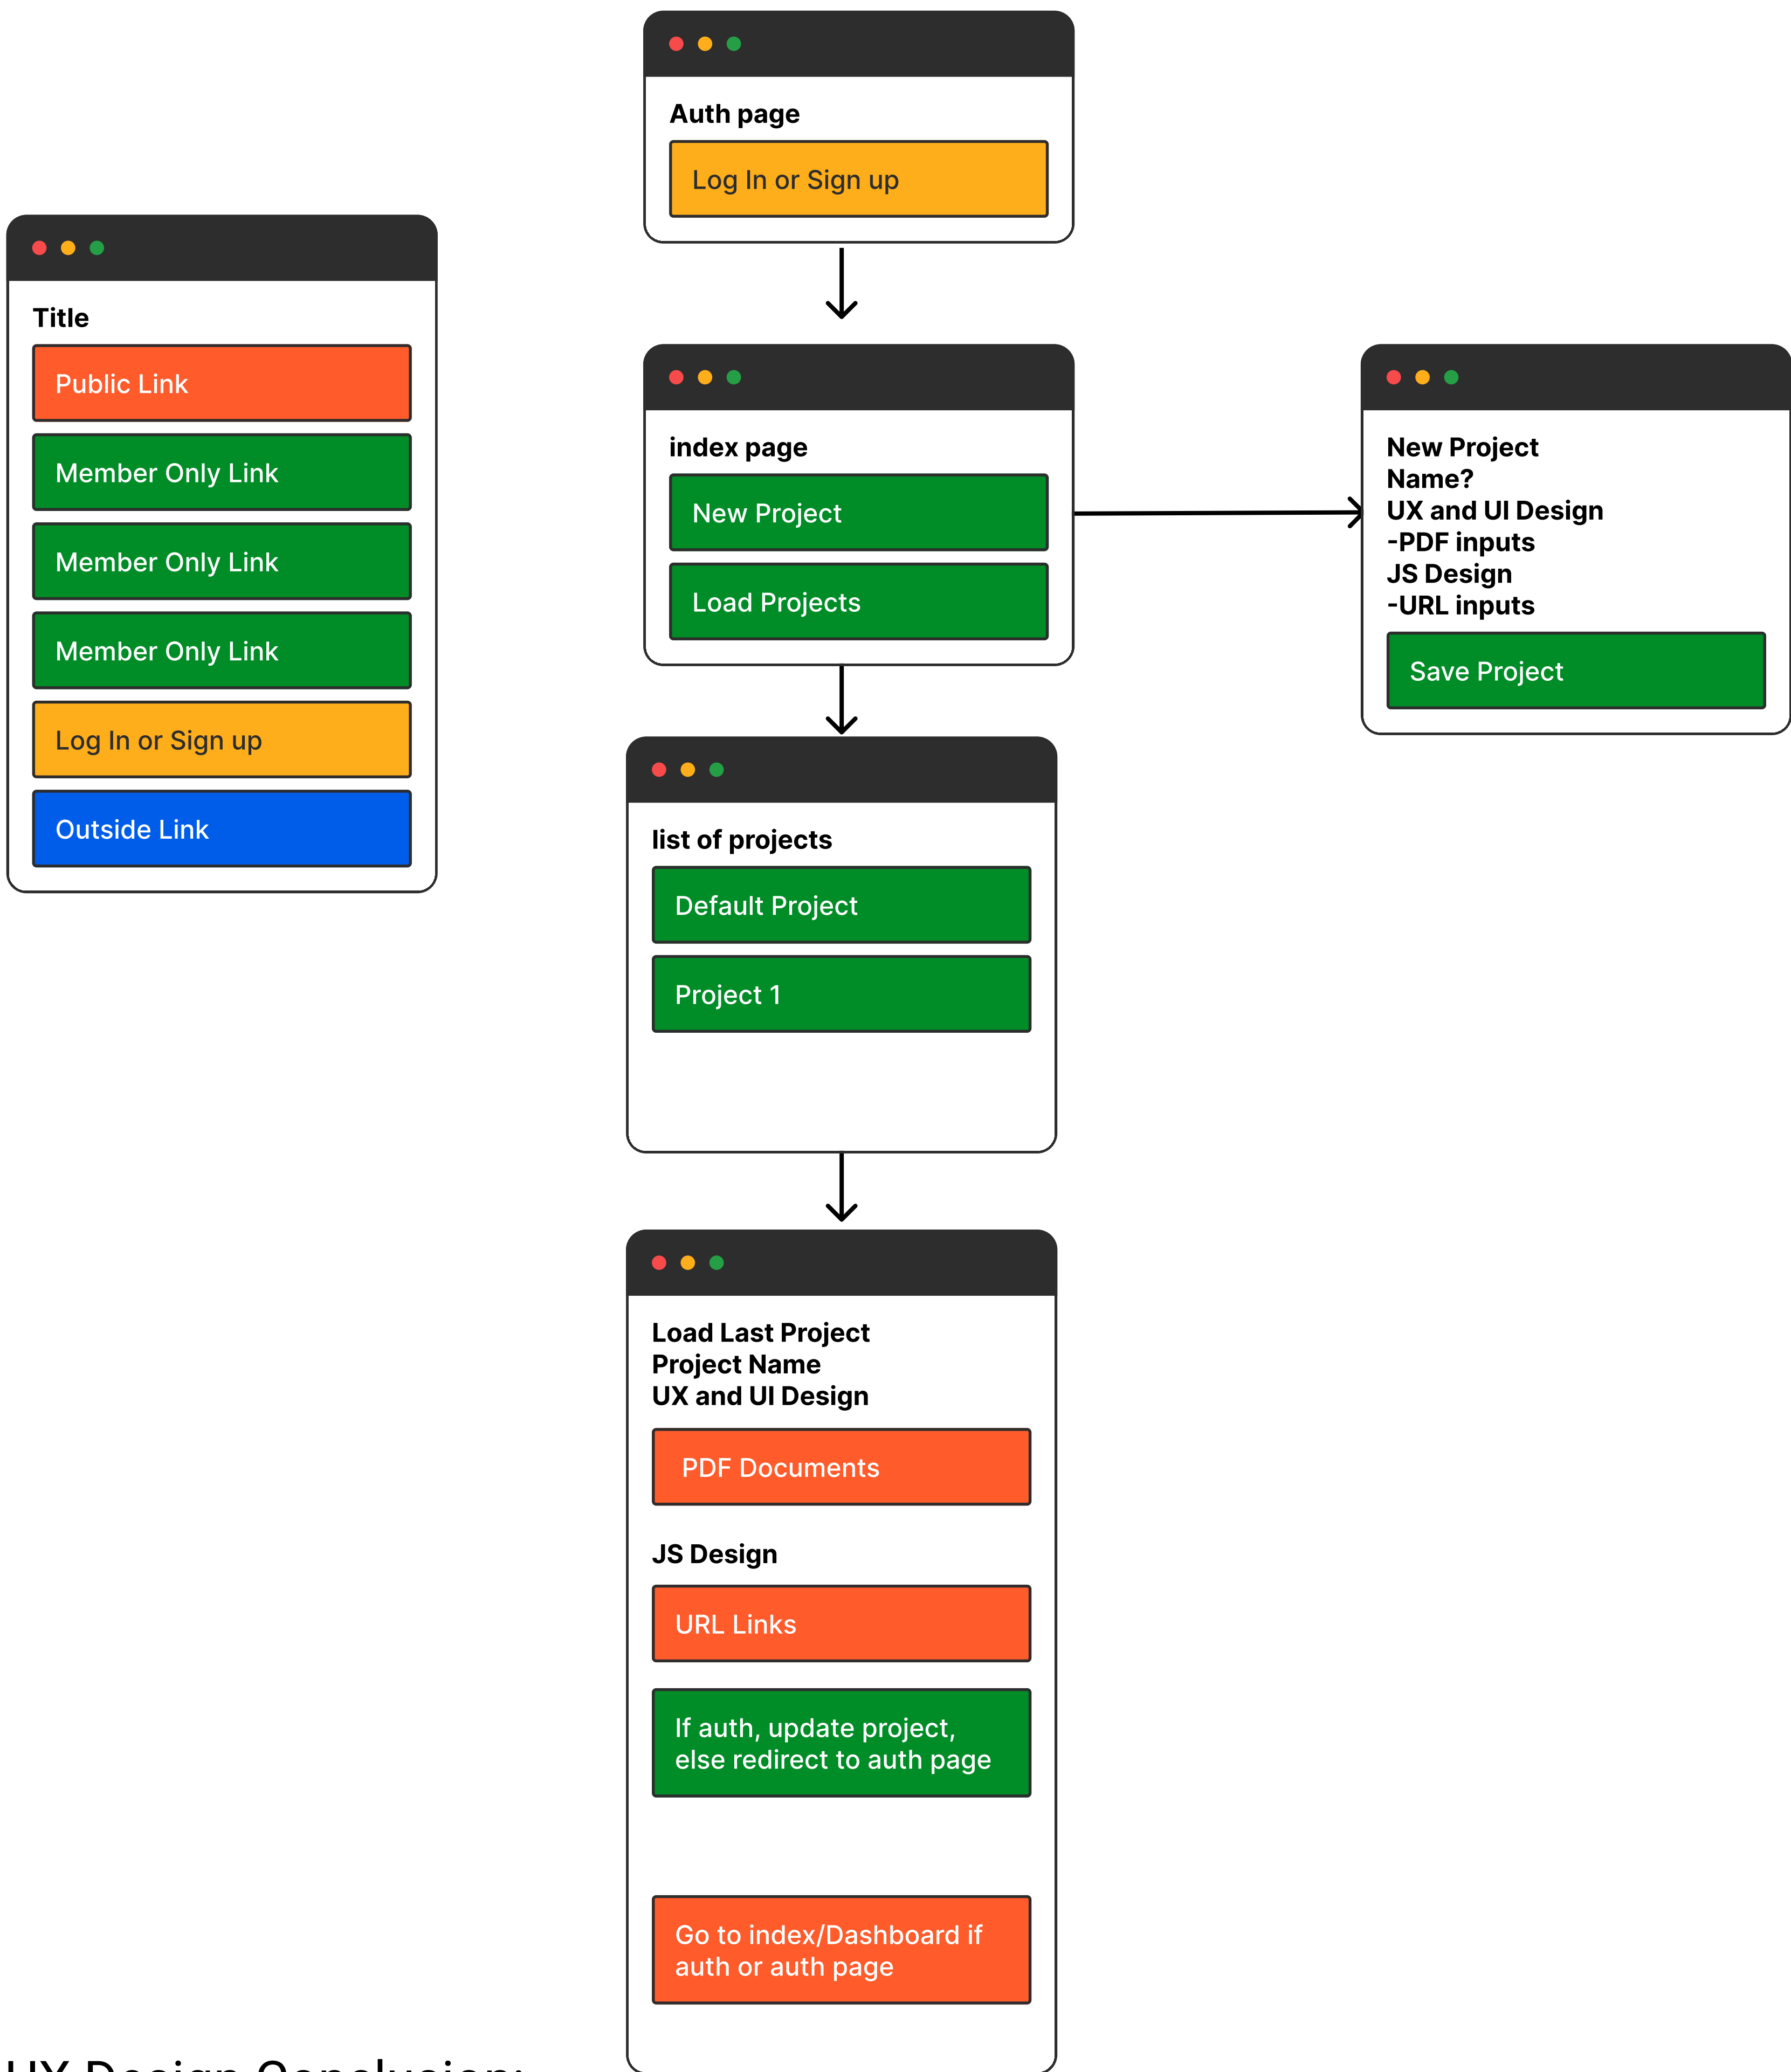 Auth page
Log In or Sign up
Title
Public Link
Member Only Link
Member Only Link
Member Only Link
Log In or Sign up
Outside Link
index page
New Project
Load Projects
New Project
Name?
UX and UI Design
-PDF inputs
JS Design
-URL inputs
Save Project
list of projects
Default Project
Project 1
Load Last Project
Project Name
UX and UI Design
PDF Documents
JS Design
URL Links
If auth, update project,
else redirect to auth page
Go to index/Dashboard if
auth or auth page
UX Design Conclusion: